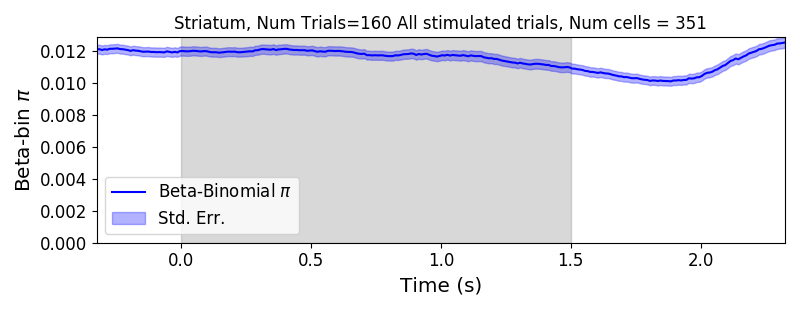 Striatum, Num Trials=160 All stimulated trials, Num cells = 351
Beta-bin π
0.012
0.010
0.008
0.006
0.004
0.002
0.000
Beta-Binomial π
Std. Err.
0.0 0.5 1.0 1.5 2.0
Time (s)